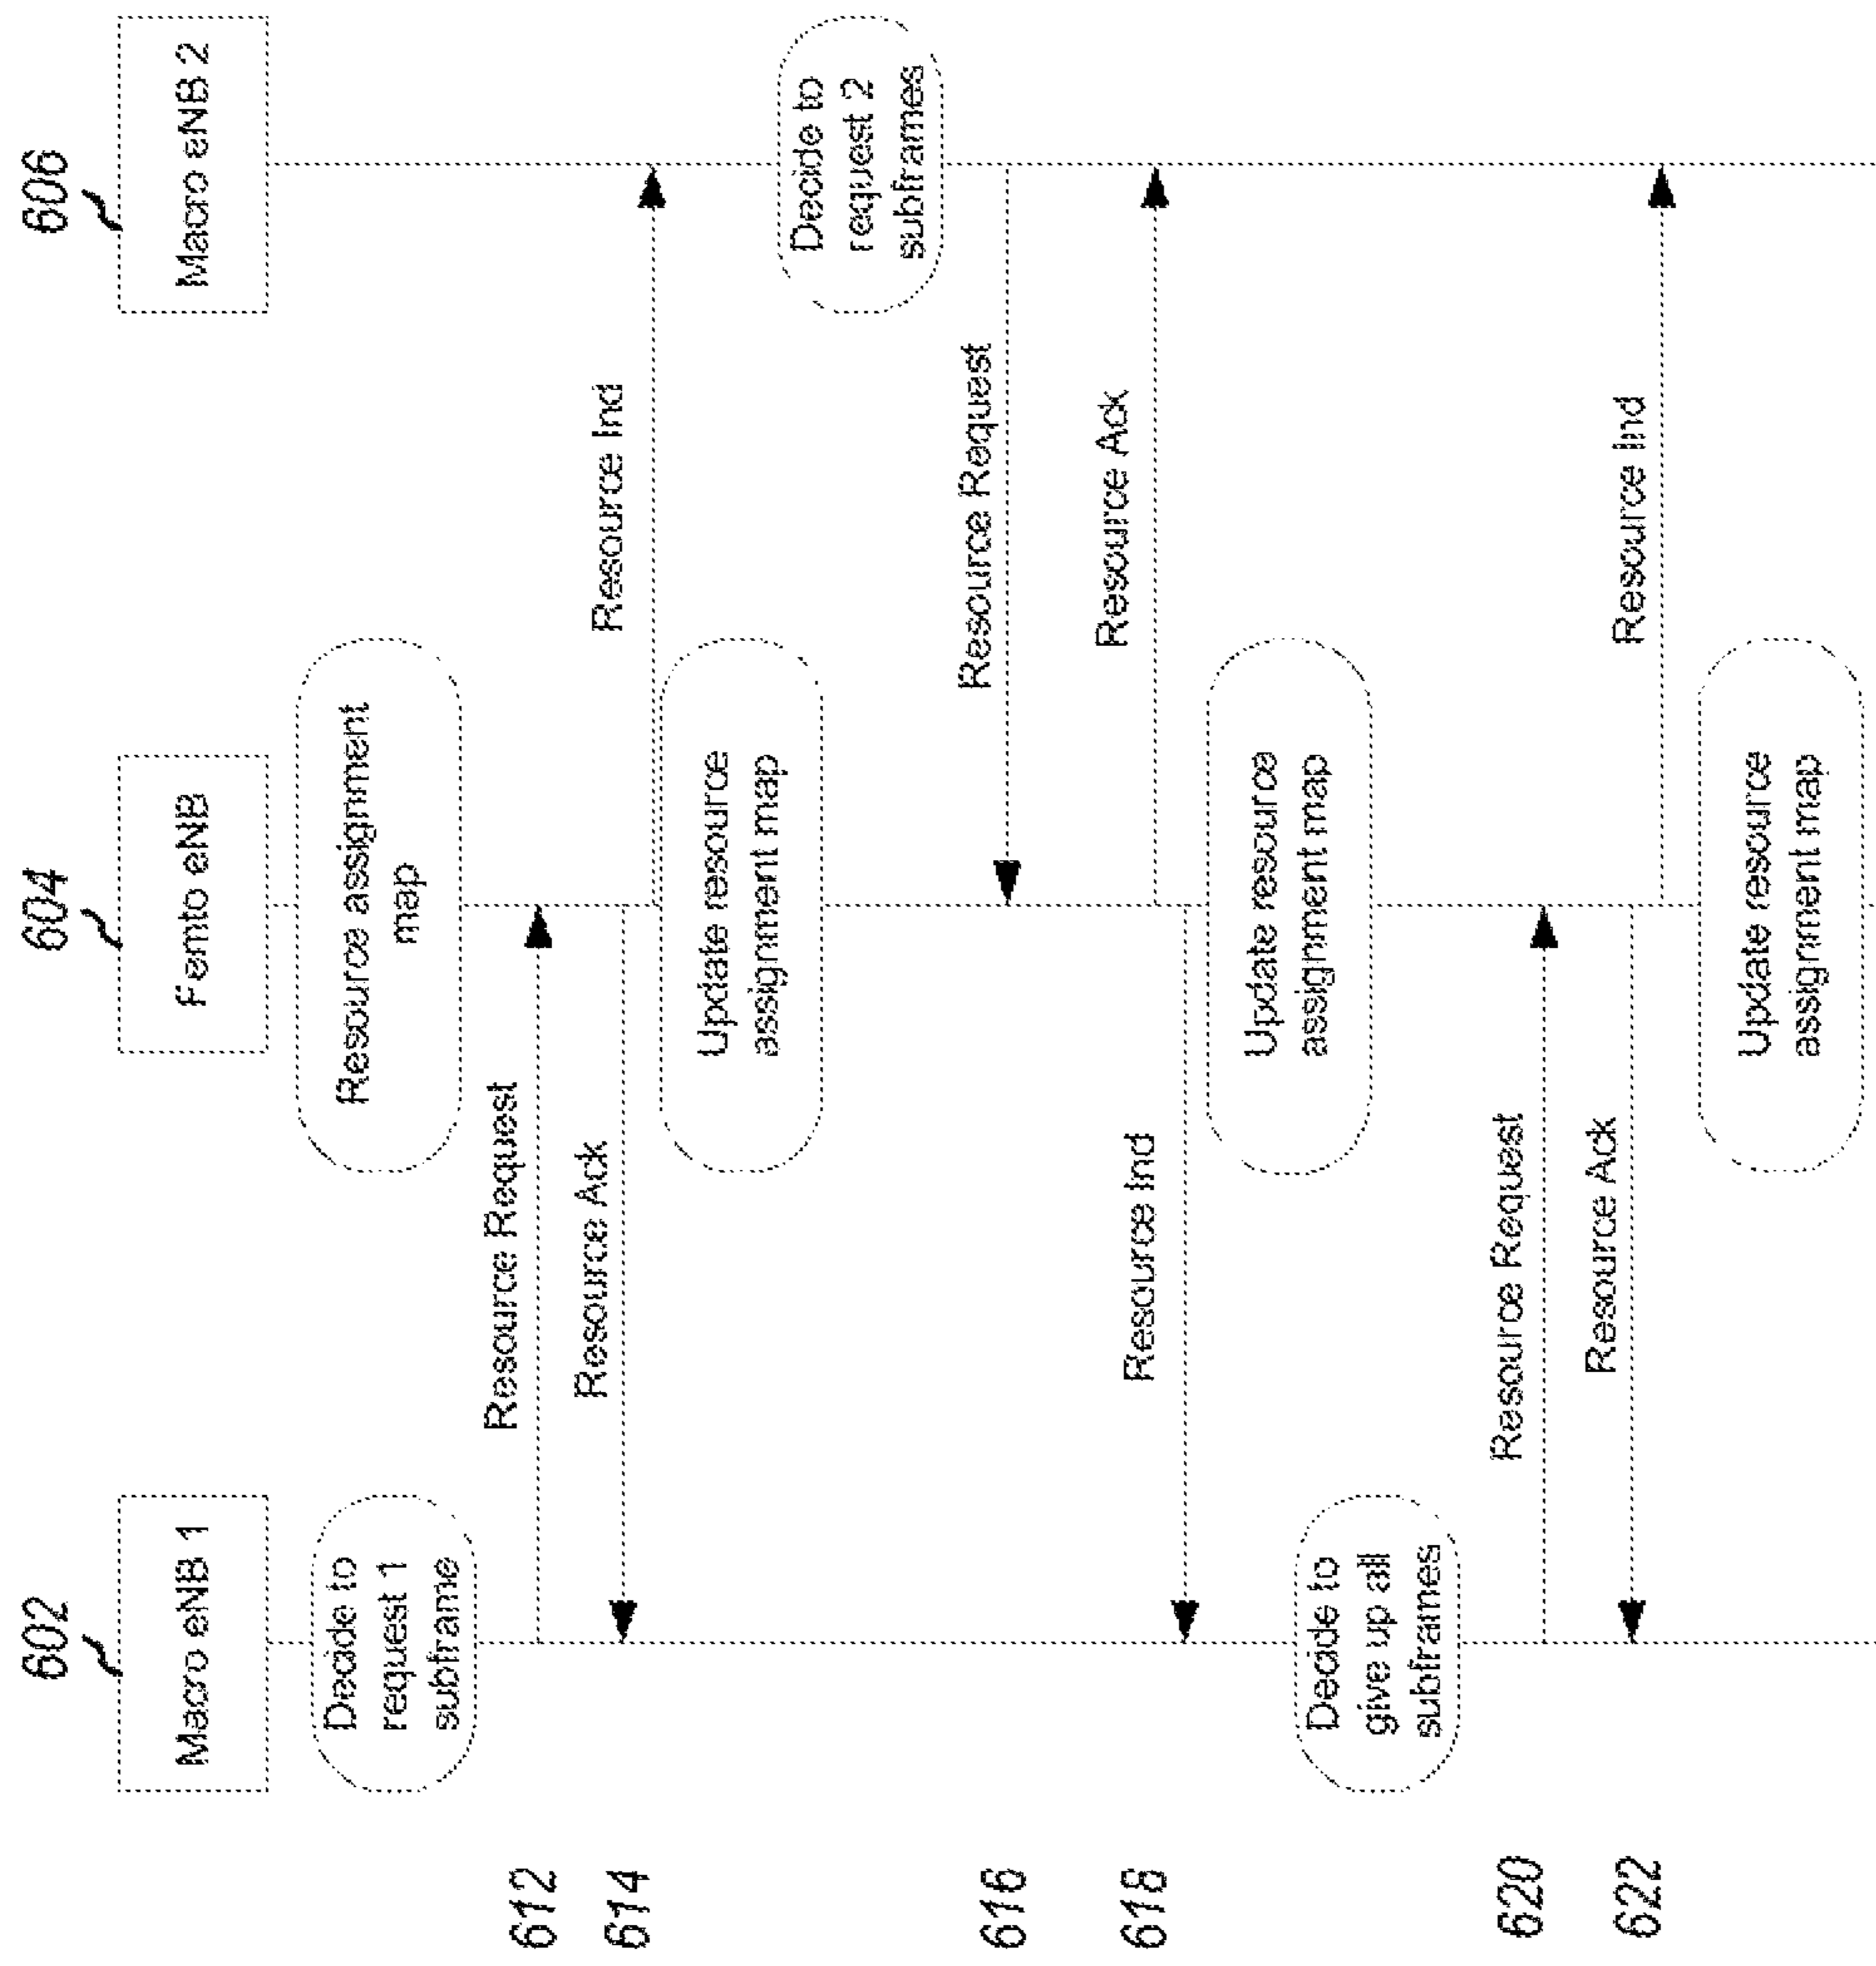 602
604
606
Macro eNB 1
Femto eNB
Macro eNB 2
Decide to
request 1
subframe
Resource assignment
map
612
Resource Request
614
Resource Ack
Resource Ind
Update resource
assignment map
Decide to
request 2
subframes
616
Resource Request
618
Resource Ack
Resource Ind
Update resource
assignment map
Decide to
give up all
subframes
620
Resource Request
622
Resource Ack
Resource Ind
Update resource
assignment map